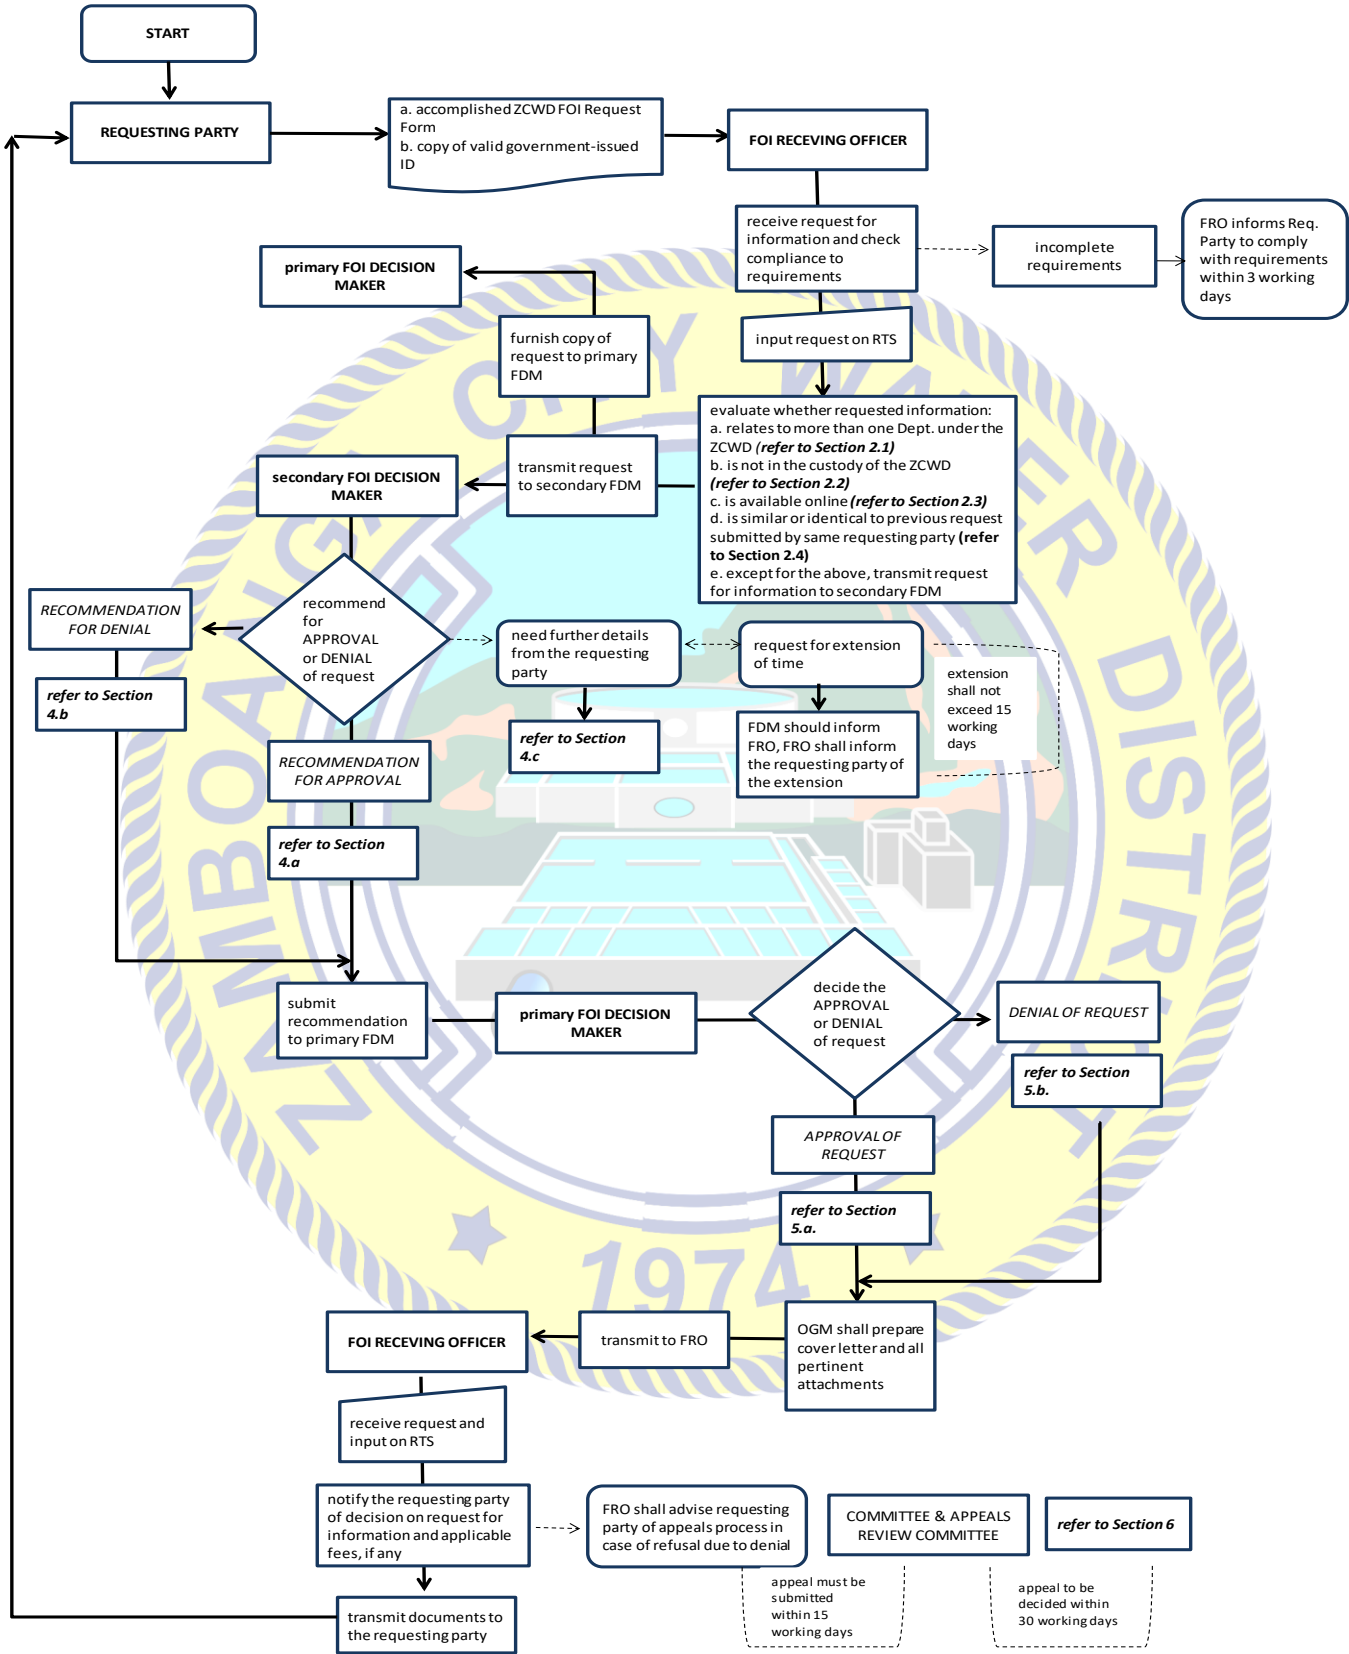 START
REQUESTING PARTY
a. accomplished ZCWD FOI Request
Form
b. copy of valid government-issued
ID
FOI RECEVING OFFICER
receive request for
information and check
compliance to
requirements
incomplete
requirements
FRO informs Req.
Party to comply
with requirements
within 3 working
days
primary FOI DECISION
MAKER
furnish copy of
request to primary
FDM
input request on RTS
evaluate whether requested information:
a. relates to more than one Dept. under the
ZCWD (refer to Section 2.1)
b. is not in the custody of the ZCWD
(refer to Section 2.2)
c. is available online (refer to Section 2.3)
d. is similar or identical to previous request
submitted by same requesting party (refer
to Section 2.4)
e. except for the above, transmit request
for information to secondary FDM
transmit request
to secondary FDM
secondary FOI DECISION
MAKER
recommend
for
APPROVAL
or DENIAL
of request
RECOMMENDATION
FOR DENIAL
refer to Section
4.b
need further details
from the requesting
party
refer to Section
4.c
request for extension
of time
FDM should inform
FRO, FRO shall inform
the requesting party of
the extension
extension
shall not
exceed 15
working
days
RECOMMENDATION
FOR APPROVAL
refer to Section
4.a
submit
recommendation
to primary FDM
primary FOI DECISION
MAKER
decide the
APPROVAL
or DENIAL
of request
DENIAL OF REQUEST
refer to Section
5.b.
APPROVAL OF
REQUEST
refer to Section
5.a.
OGM shall prepare
cover letter and all
pertinent
attachments
transmit to FRO
FOI RECEVING OFFICER
receive request and
input on RTS
notify the requesting party
of decision on request for
information and applicable
fees, if any
FRO shall advise requesting
party of appeals process in
case of refusal due to denial
COMMITTEE & APPEALS
REVIEW COMMITTEE
refer to Section 6
appeal must be
submitted
within 15
working days
appeal to be
decided within
30 working days
transmit documents to
the requesting party
ZAMBOANGA CITY WATER DISTRICT
1974